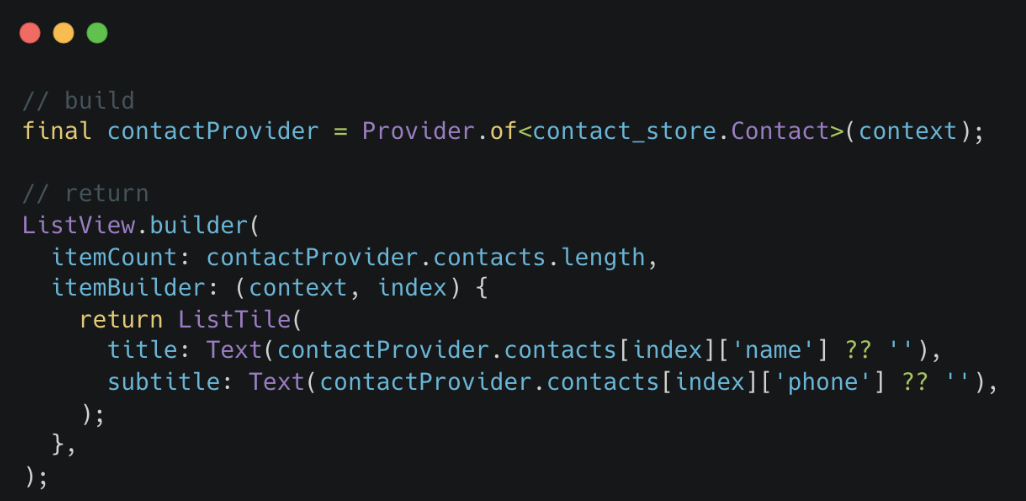 // build
final contactProvider = Provider.of<contact_store.Contact>(context);
// return
ListView.builder(
  itemCount: contactProvider.contacts.length,
  itemBuilder: (context, index) {
    return ListTile(
      title: Text(contactProvider.contacts[index]['name'] ?? ''),
      subtitle: Text(contactProvider.contacts[index]['phone'] ?? ''),
    );
  },
);